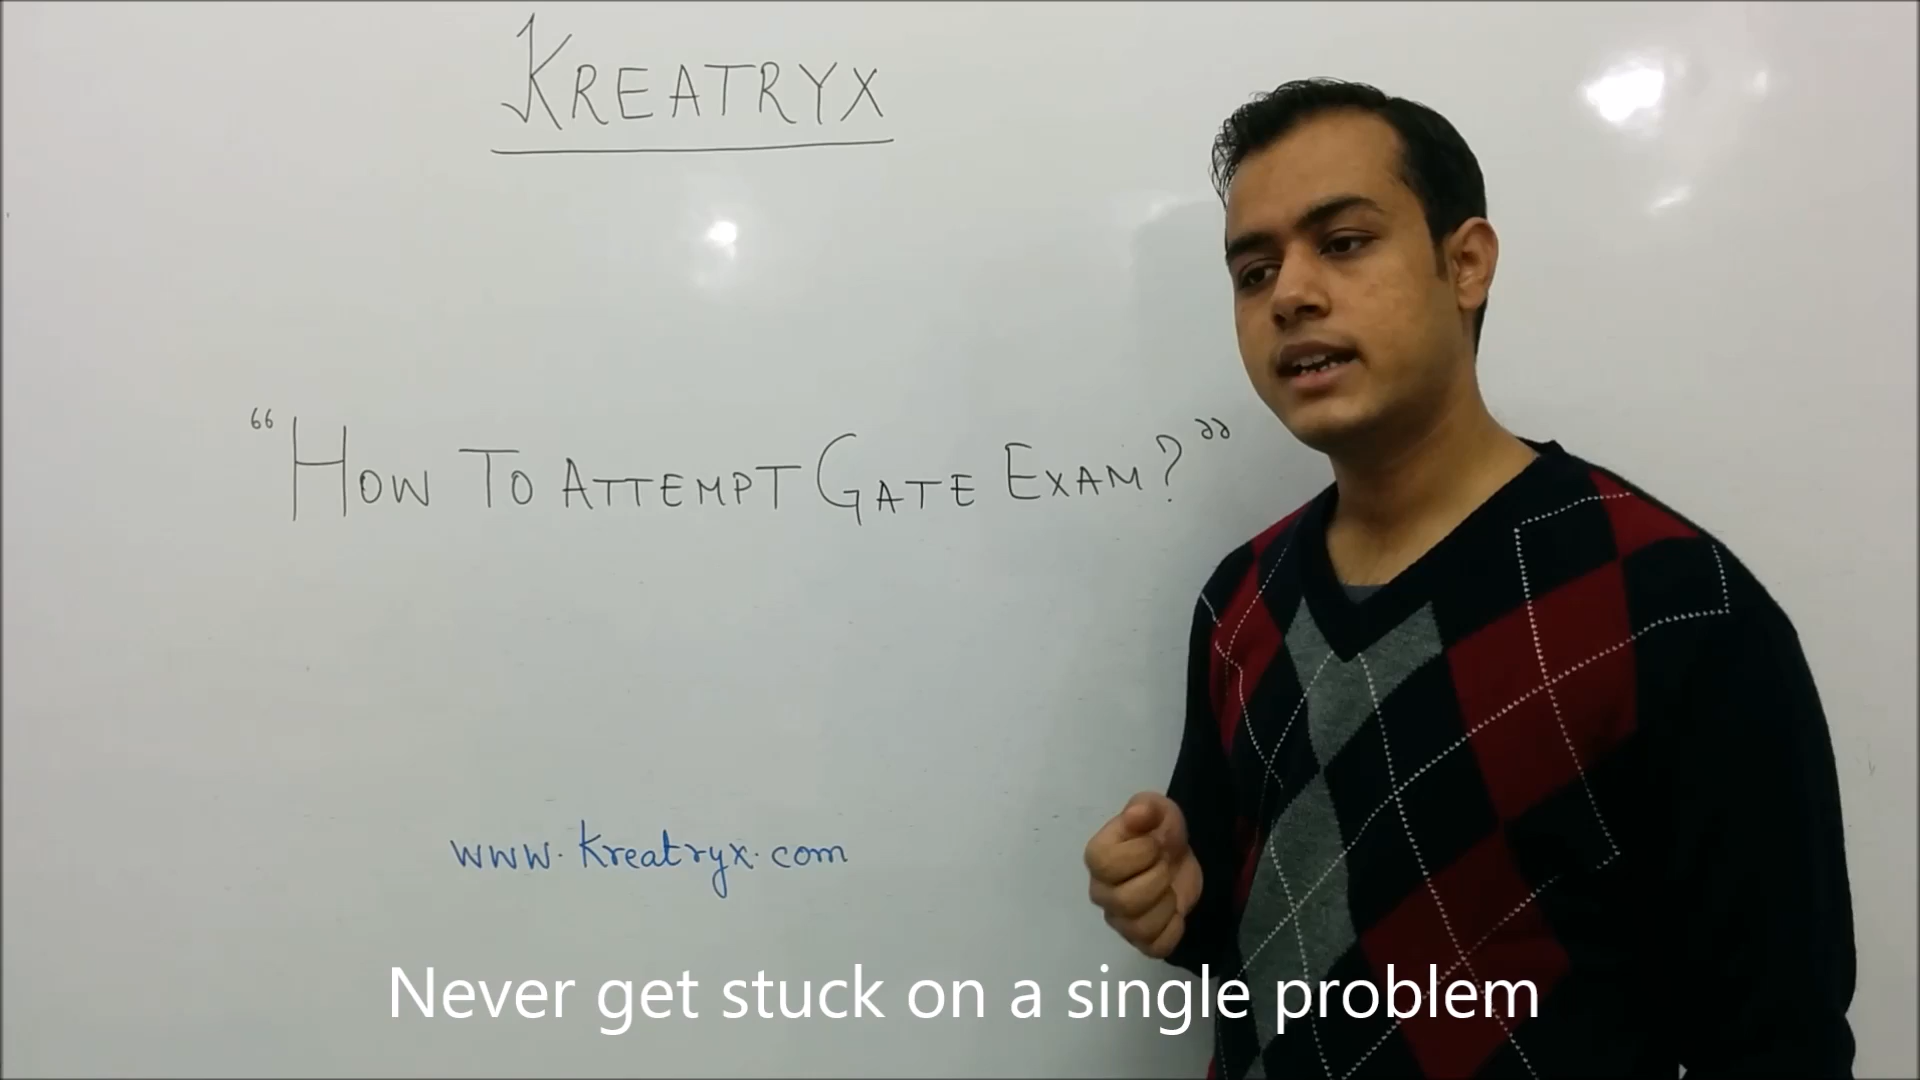 KREATRYX
"HOW TO ATTEMPT GATE EXAM?"
www.kreatryx.com
Never get stuck on a single problem